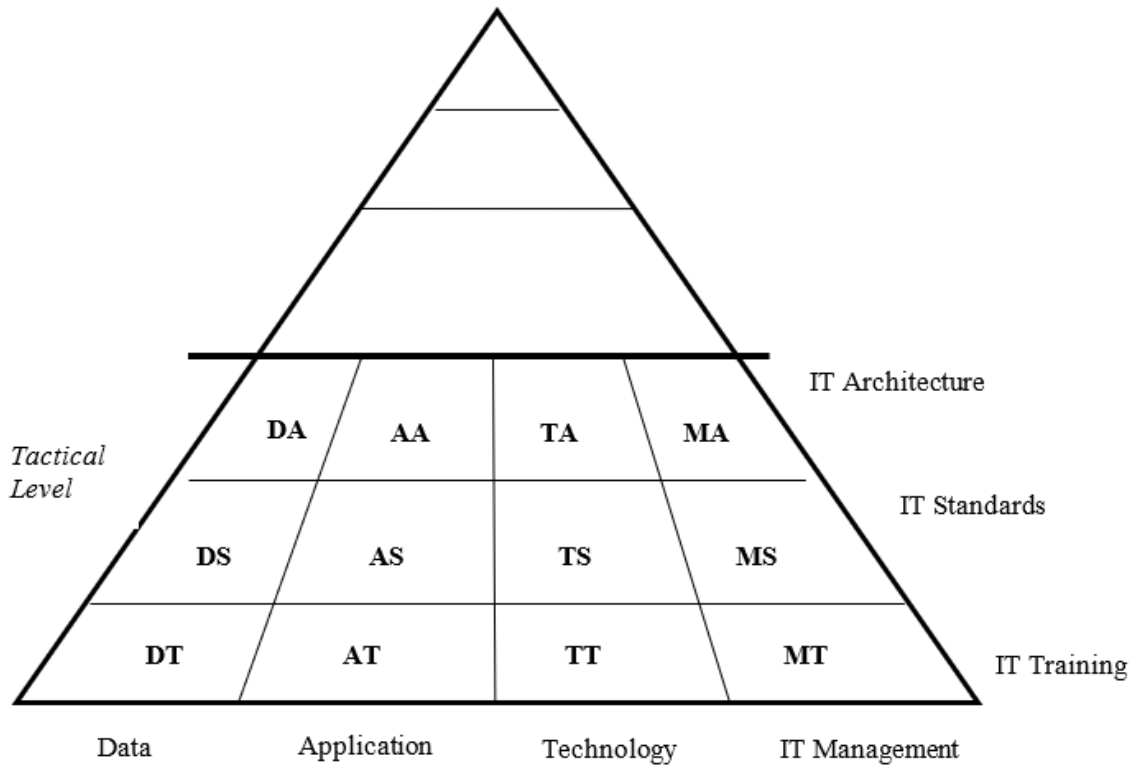 IT Architecture
DA AA TA MA
Tactical
Level
IT Standards
DS AS TS MS
DT AT TT MT
IT Training
Data Application Technology IT Management